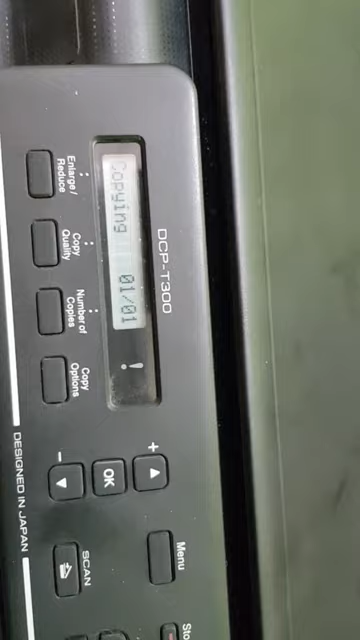 DCP-T300
Copying 01/01
!
Enlarge/
Reduce
Copy
Quality
Number of
Copies
Copy
Options
+
OK
-
Menu
SCAN
Sto
DESIGNED IN JAPAN